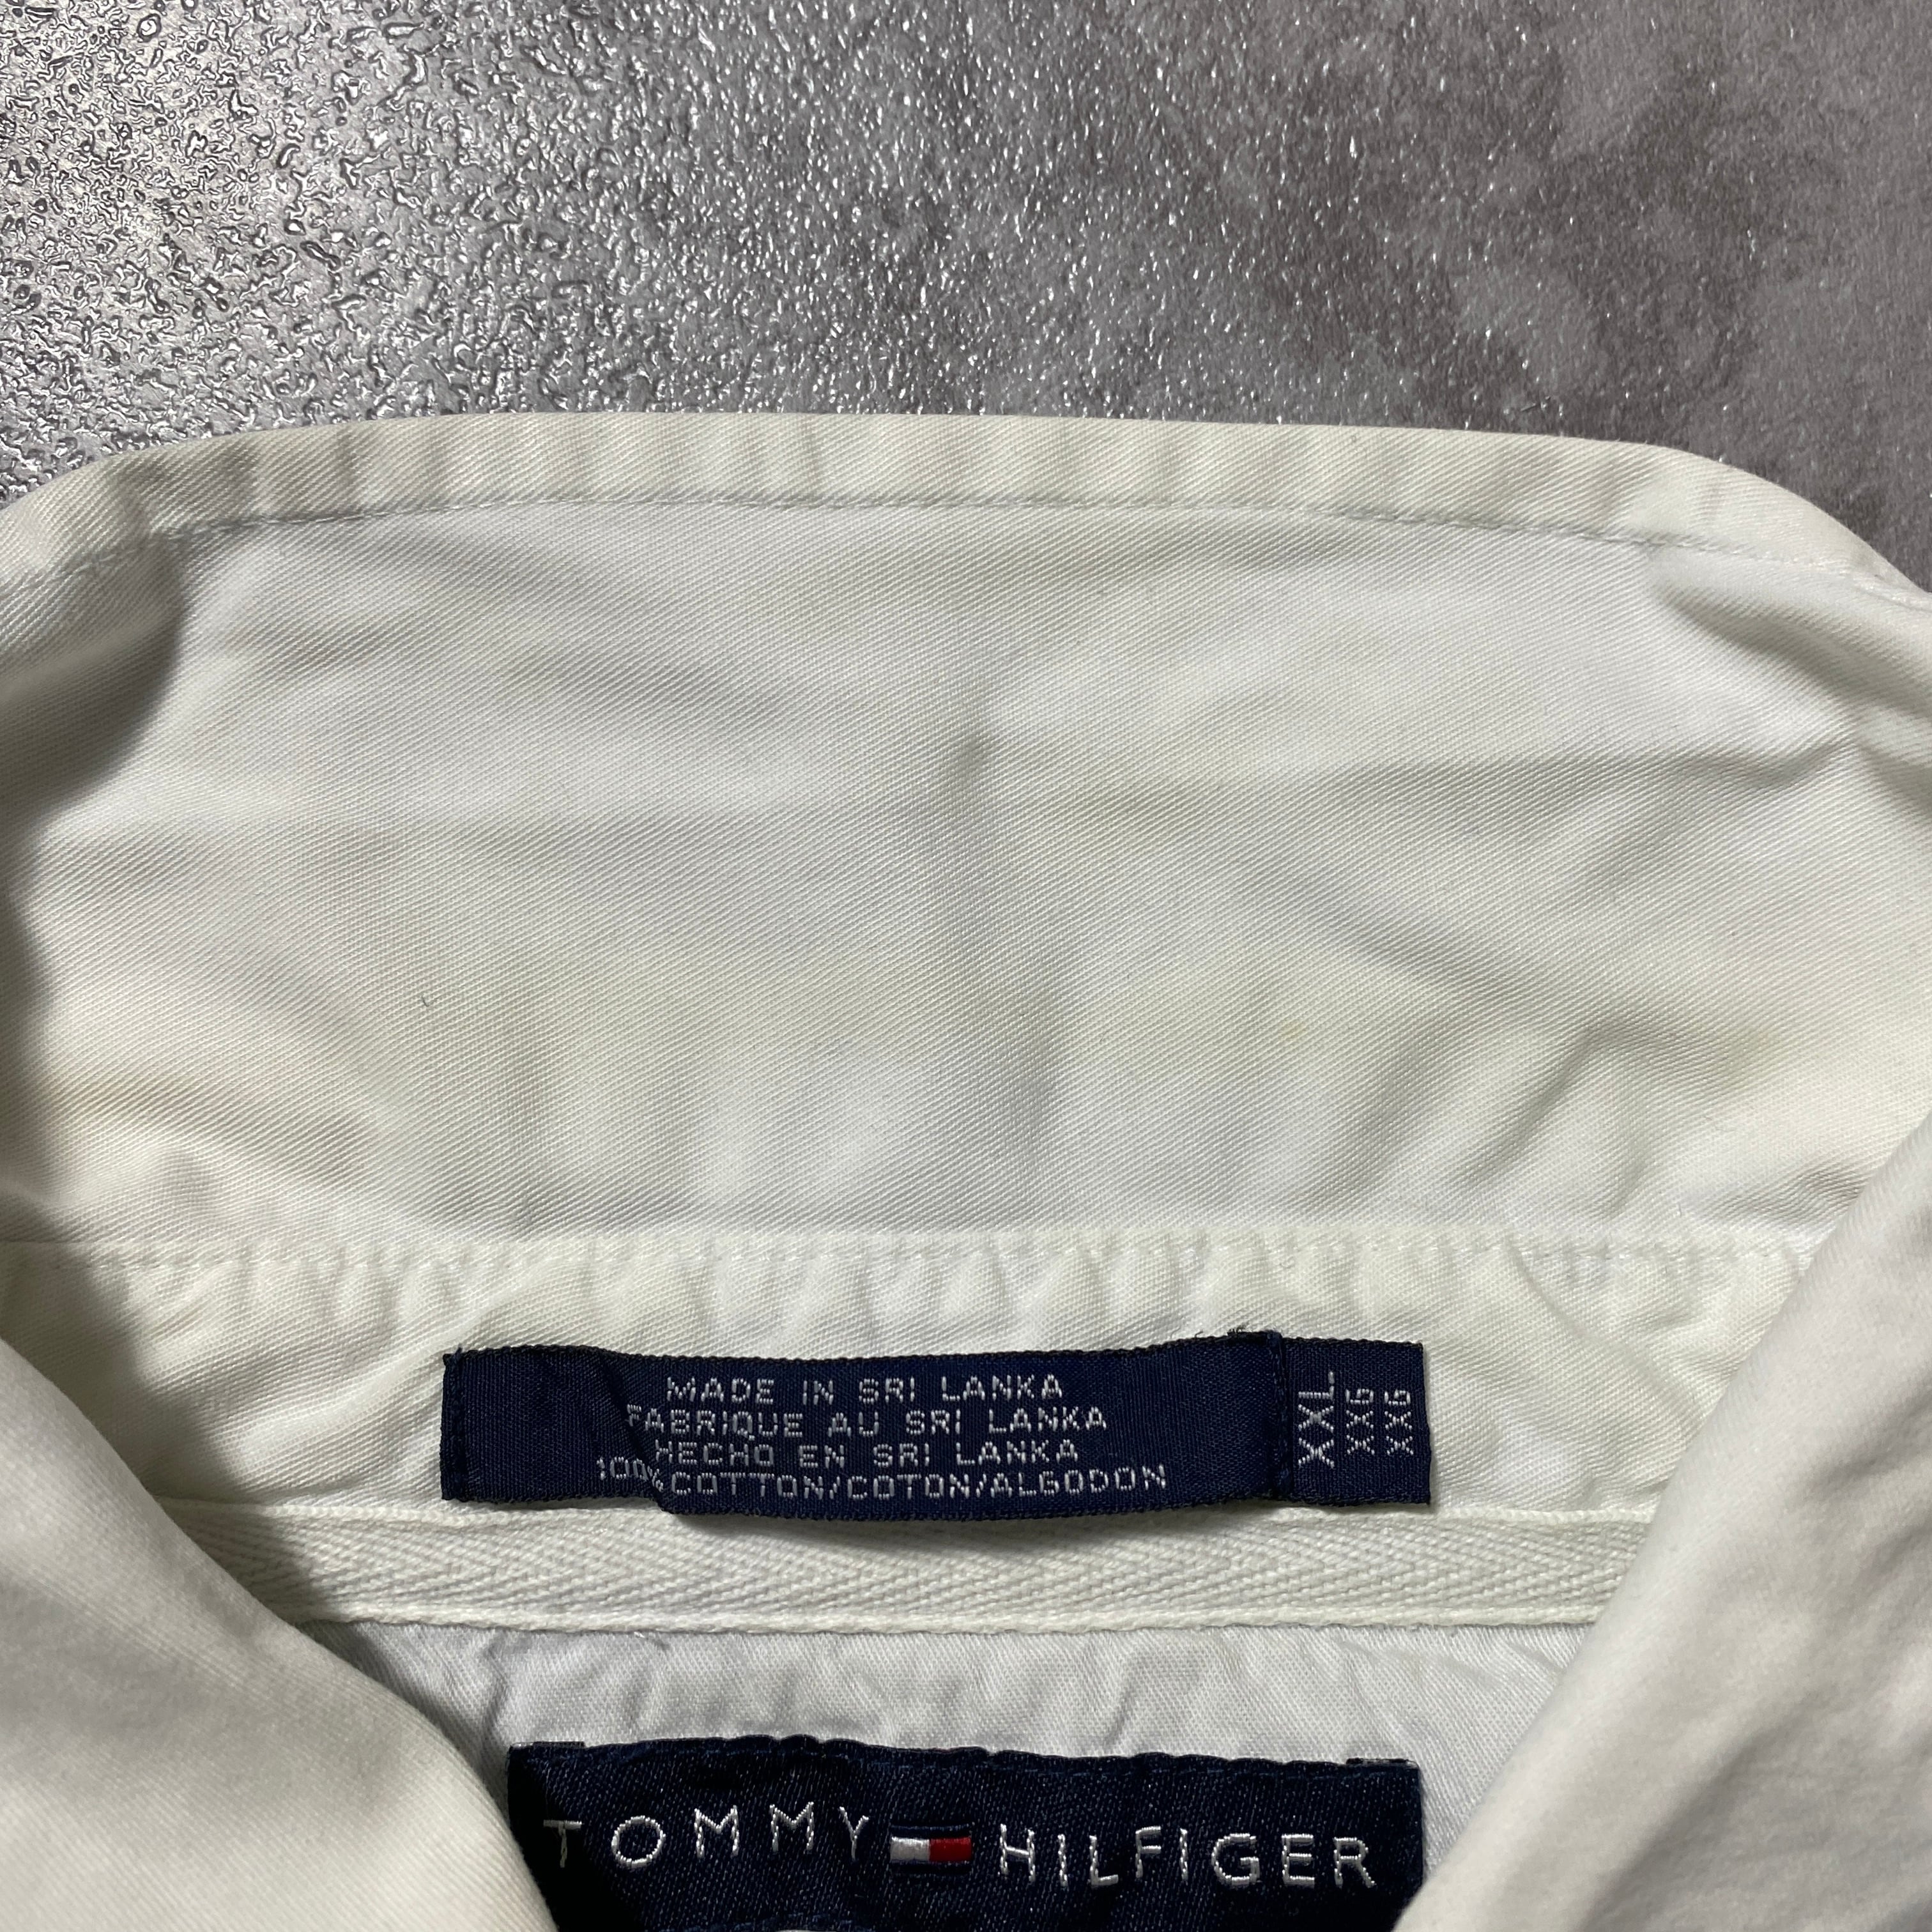 MADE IN SRI LANKA
FABRIQUE AU SRI LANKA
HECHO EN SRI LANKA
100% COTTON/COTON/ALGODON
XXL
XXG
XXG
TOMMY HILFIGER